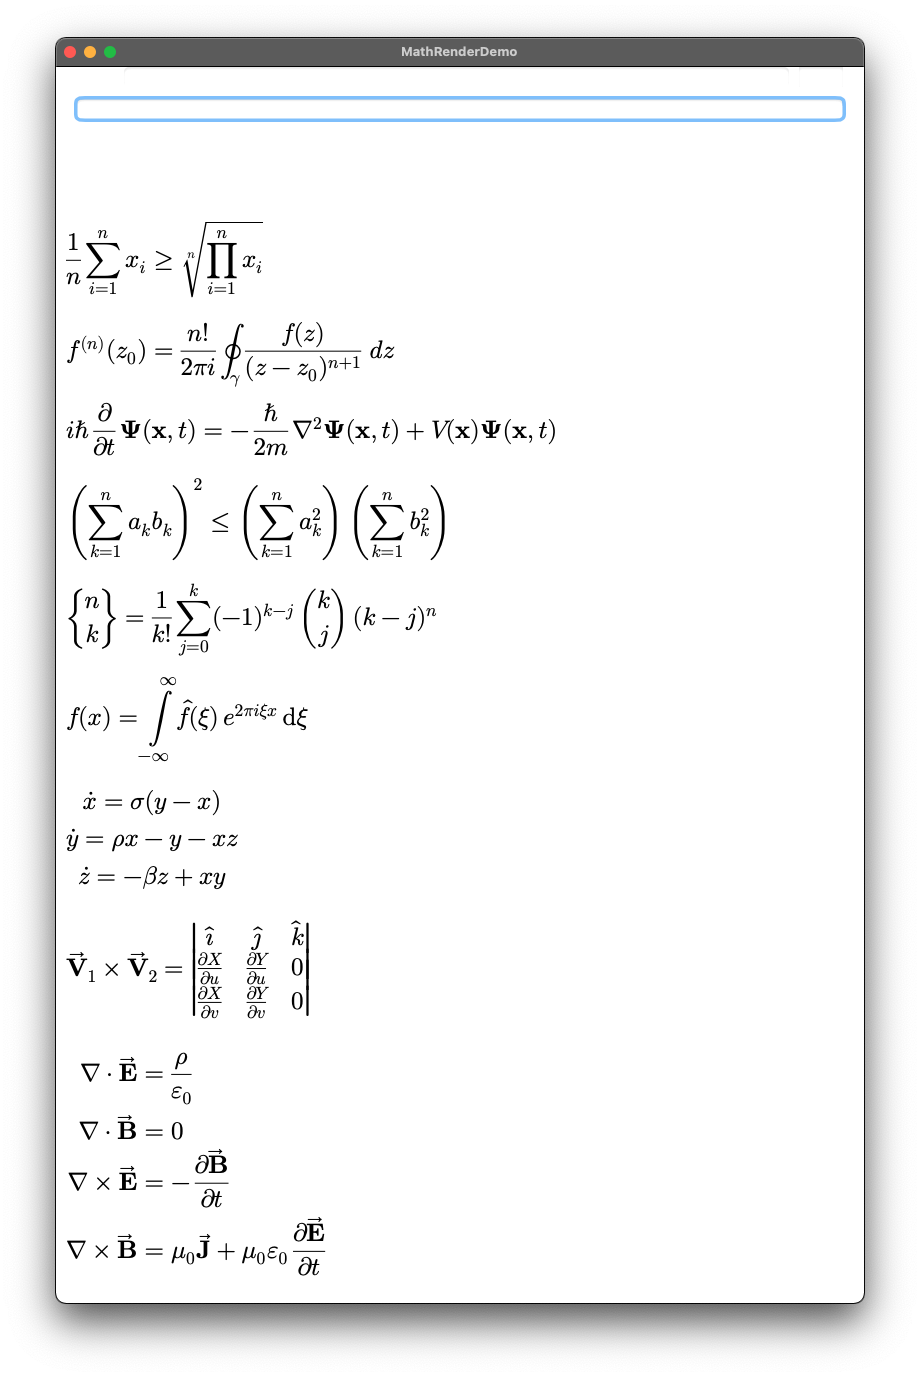 MathRenderDemo
\frac{1}{n}\sum_{i=1}^{n} x_i \geq \sqrt[n]{\prod_{i=1}^{n} x_i}
f^{(n)}(z_0) = \frac{n!}{2\pi i}\oint_\gamma \frac{f(z)}{(z-z_0)^{n+1}}\,dz
i\hbar\frac{\partial}{\partial t}\mathbf{\Psi}(\mathbf{x},t) = -\frac{\hbar}{2m}\nabla^2\mathbf{\Psi}(\mathbf{x},t) + V(\mathbf{x})\mathbf{\Psi}(\mathbf{x},t)
\left(\sum_{k=1}^{n} a_k b_k\right)^2 \leq \left(\sum_{k=1}^{n} a_k^2\right)\left(\sum_{k=1}^{n} b_k^2\right)
{n \brace k} = \frac{1}{k!}\sum_{j=0}^{k}(-1)^{k-j}\binom{k}{j}(k-j)^n
f(x) = \int\limits_{-\infty}^{\infty} \hat{f}(\xi)\,e^{2\pi i\xi x}\,\mathrm{d}\xi
\dot{x} = \sigma(y-x)
\dot{y} = \rho x - y - xz
\dot{z} = -\beta z + xy
\vec{\mathbf{V}}_1 \times \vec{\mathbf{V}}_2 = \begin{vmatrix} \hat{\imath} & \hat{\jmath} & \hat{k} \\ \frac{\partial X}{\partial u} & \frac{\partial Y}{\partial u} & 0 \\ \frac{\partial X}{\partial v} & \frac{\partial Y}{\partial v} & 0 \end{vmatrix}
\nabla \cdot \vec{\mathbf{E}} = \frac{\rho}{\varepsilon_0}
\nabla \cdot \vec{\mathbf{B}} = 0
\nabla \times \vec{\mathbf{E}} = -\frac{\partial\vec{\mathbf{B}}}{\partial t}
\nabla \times \vec{\mathbf{B}} = \mu_0\vec{\mathbf{J}} + \mu_0\varepsilon_0\frac{\partial\vec{\mathbf{E}}}{\partial t}